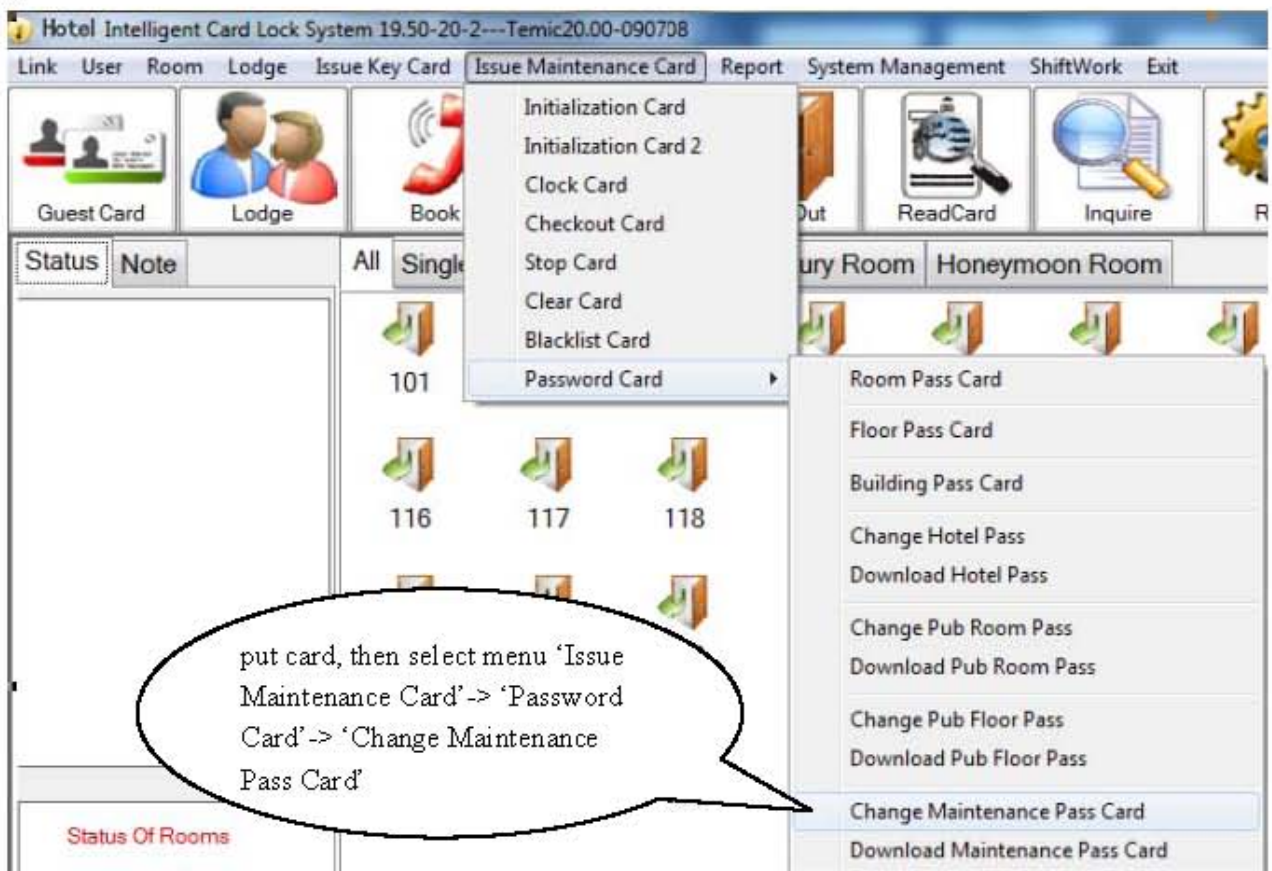 Hotel Intelligent Card Lock System 19.50-20-2---Temic20.00-090708
Link User Room Lodge Issue Key Card Issue Maintenance Card Report System Management ShiftWork Exit
Initialization Card
Initialization Card 2
Clock Card
Checkout Card
Stop Card
Clear Card
Blacklist Card
Password Card
Guest Card Lodge Book Out ReadCard Inquire R
Status Note
All Single ury Room Honeymoon Room
101
116 117 118
Room Pass Card
Floor Pass Card
Building Pass Card
Change Hotel Pass
Download Hotel Pass
Change Pub Room Pass
Download Pub Room Pass
Change Pub Floor Pass
Download Pub Floor Pass
Change Maintenance Pass Card
Download Maintenance Pass Card
put card, then select menu ‘Issue
Maintenance Card’-> ‘Password
Card’-> ‘Change Maintenance
Pass Card’
Status Of Rooms